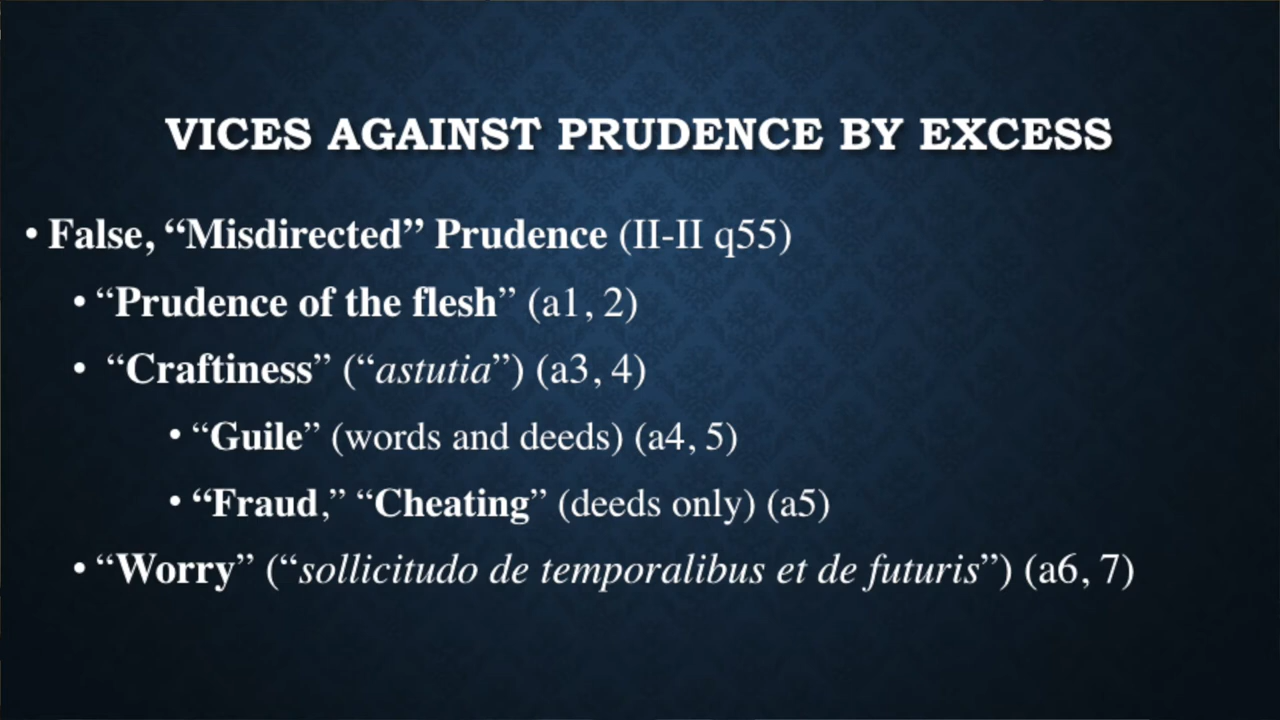 VICES AGAINST PRUDENCE BY EXCESS
• False, “Misdirected” Prudence (II-II q55)
• “Prudence of the flesh” (a1, 2)
• “Craftiness” (“astutia”) (a3, 4)
• “Guile” (words and deeds) (a4, 5)
• “Fraud,” “Cheating” (deeds only) (a5)
• “Worry” (“sollicitudo de temporalibus et de futuris”) (a6, 7)